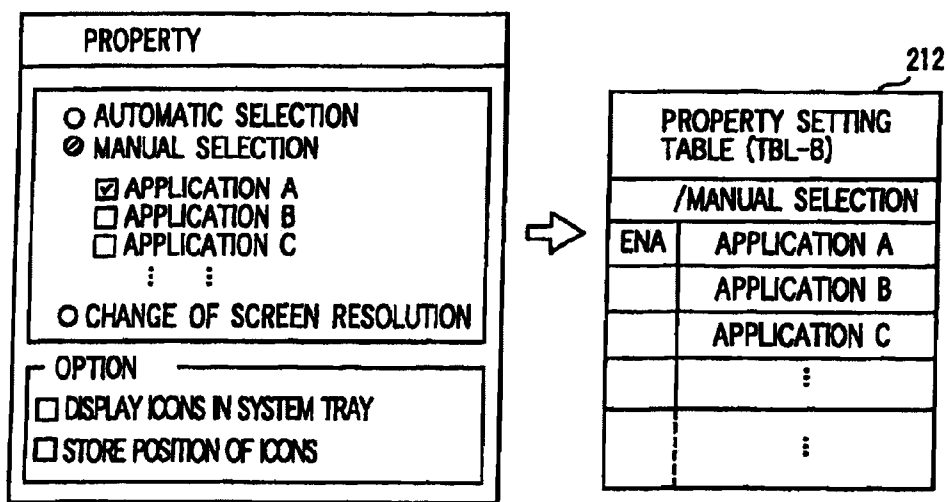 PROPERTY
AUTOMATIC SELECTION
MANUAL SELECTION
APPLICATION A
APPLICATION B
APPLICATION C
CHANGE OF SCREEN RESOLUTION
OPTION
DISPLAY ICONS IN SYSTEM TRAY
STORE POSITION OF ICONS
212
PROPERTY SETTING
TABLE (TBL-B)
/MANUAL SELECTION
ENA APPLICATION A
APPLICATION B
APPLICATION C